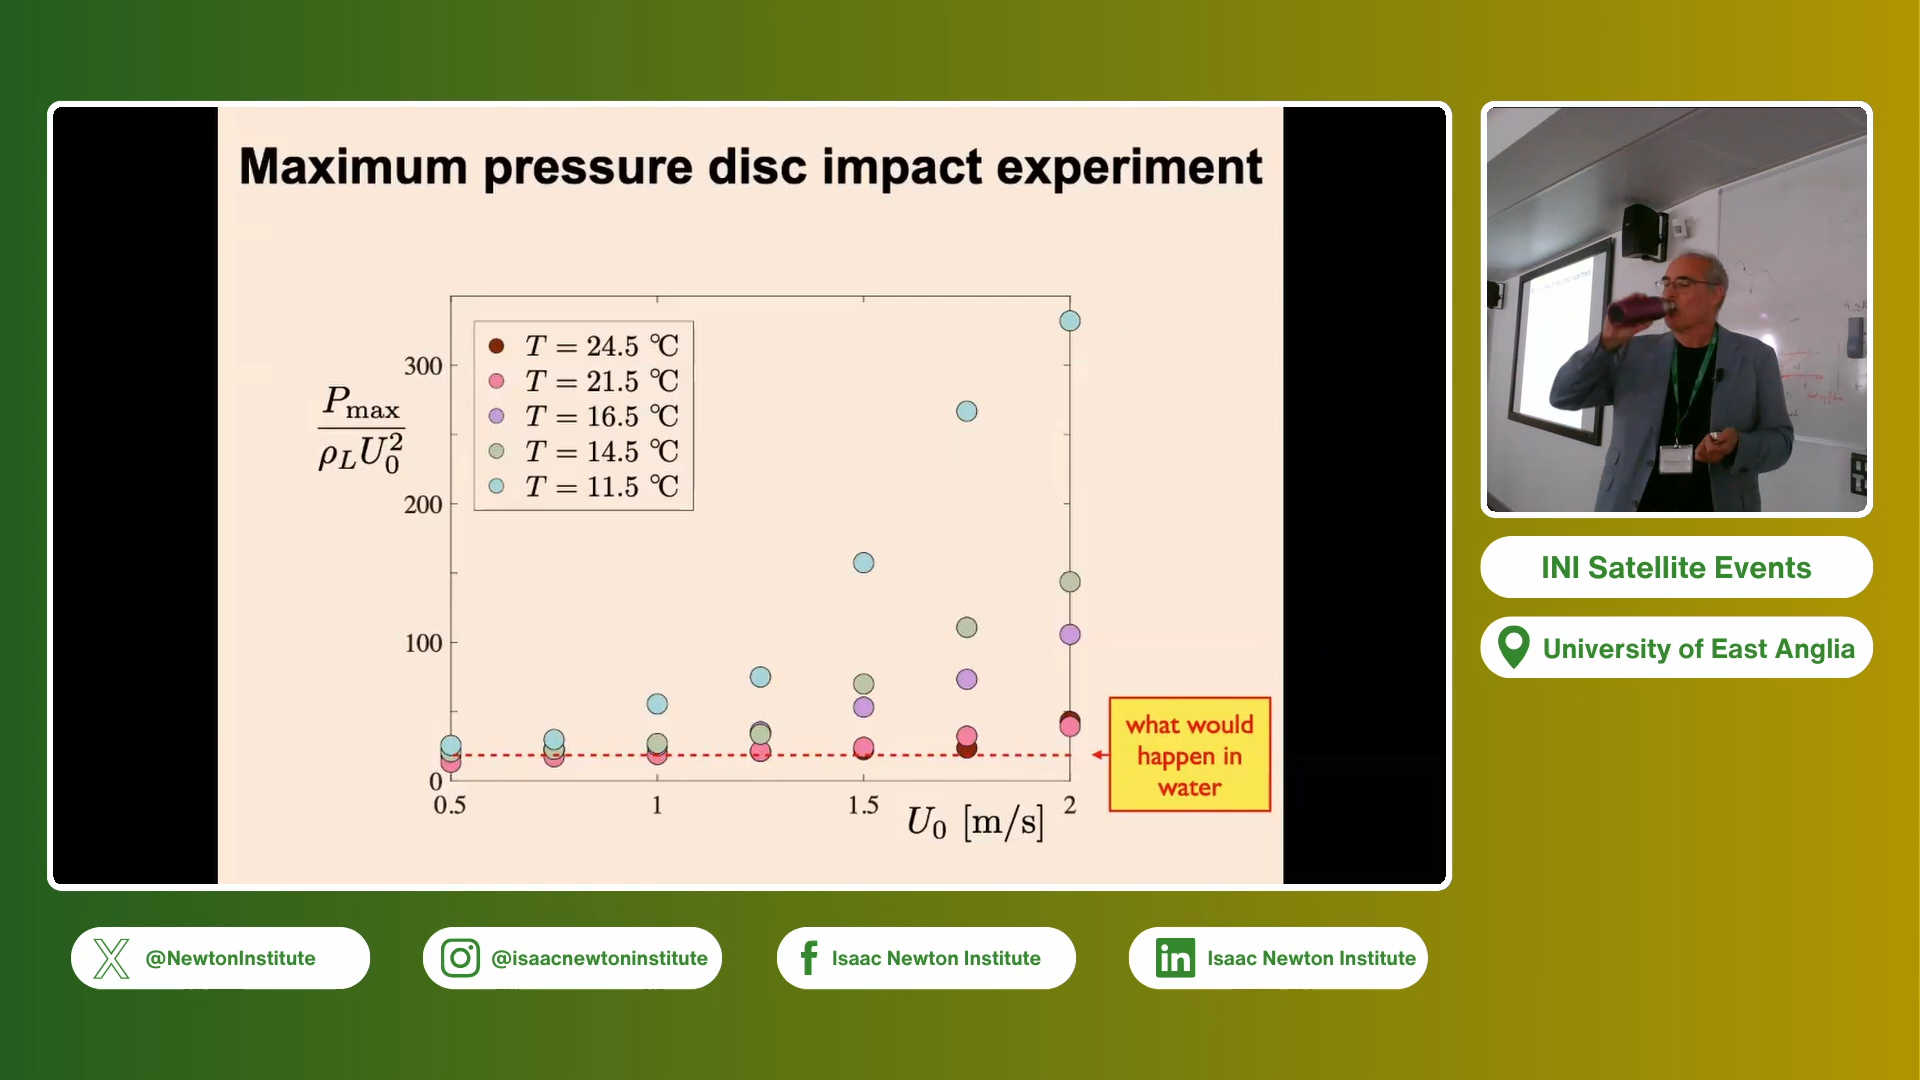 Maximum pressure disc impact experiment
P_max / ρ_L U_0^2
300
200
100
0
T = 24.5 ℃
T = 21.5 ℃
T = 16.5 ℃
T = 14.5 ℃
T = 11.5 ℃
0.5
1
1.5
2
U_0 [m/s]
what would
happen in
water
INI Satellite Events
University of East Anglia
@NewtonInstitute
@isaacnewtoninstitute
Isaac Newton Institute
Isaac Newton Institute